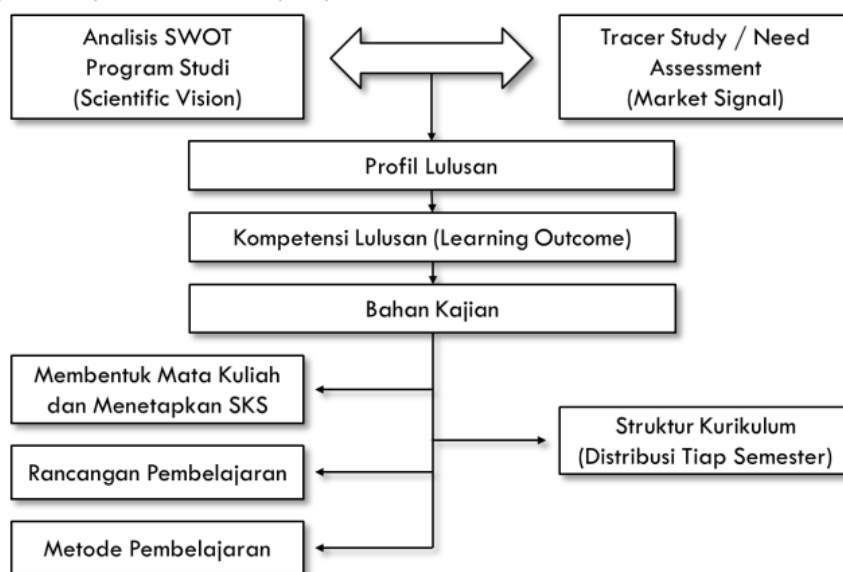 Analisis SWOT
Program Studi
(Scientific Vision)
Tracer Study / Need
Assessment
(Market Signal)
Profil Lulusan
Kompetensi Lulusan (Learning Outcome)
Bahan Kajian
Membentuk Mata Kuliah
dan Menetapkan SKS
Struktur Kurikulum
(Distribusi Tiap Semester)
Rancangan Pembelajaran
Metode Pembelajaran